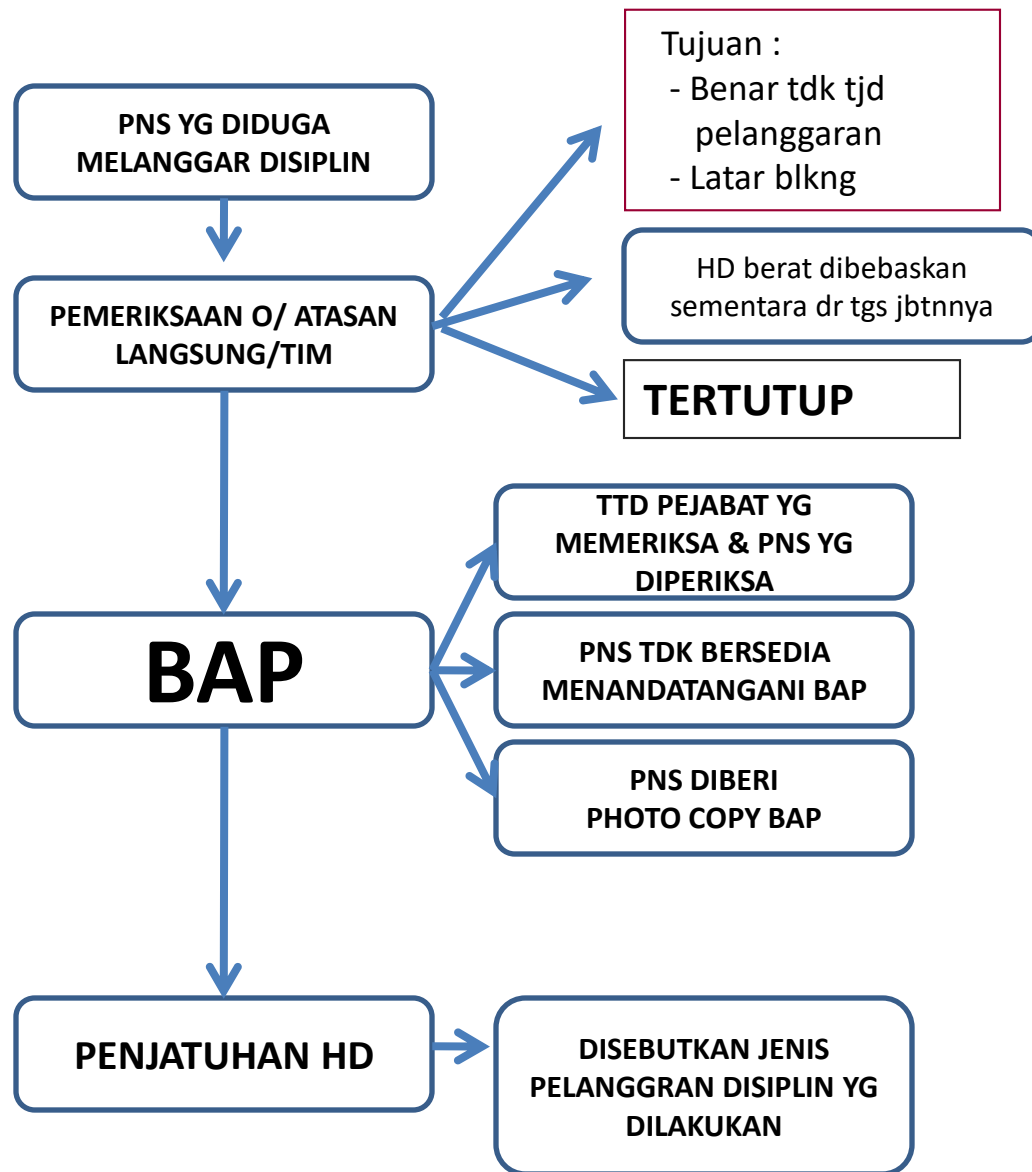 PNS YG DIDUGA
MELANGGAR DISIPLIN
Tujuan :
- Benar tdk tjd
pelanggaran
- Latar blkng
PEMERIKSAAN O/ ATASAN
LANGSUNG/TIM
HD berat dibebaskan
sementara dr tgs jbtnnya
TERTUTUP
BAP
TTD PEJABAT YG
MEMERIKSA & PNS YG
DIPERIKSA
PNS TDK BERSEDIA
MENANDATANGANI BAP
PNS DIBERI
PHOTO COPY BAP
PENJATUHAN HD
DISEBUTKAN JENIS
PELANGGRAN DISIPLIN YG
DILAKUKAN